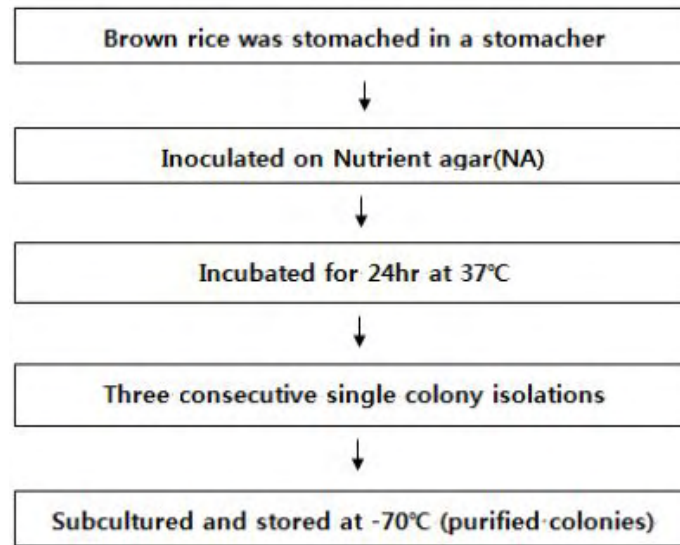 Brown rice was stomached in a stomacher
Inoculated on Nutrient agar(NA)
Incubated for 24hr at 37℃
Three consecutive single colony isolations
Subcultured and stored at -70℃ (purified colonies)